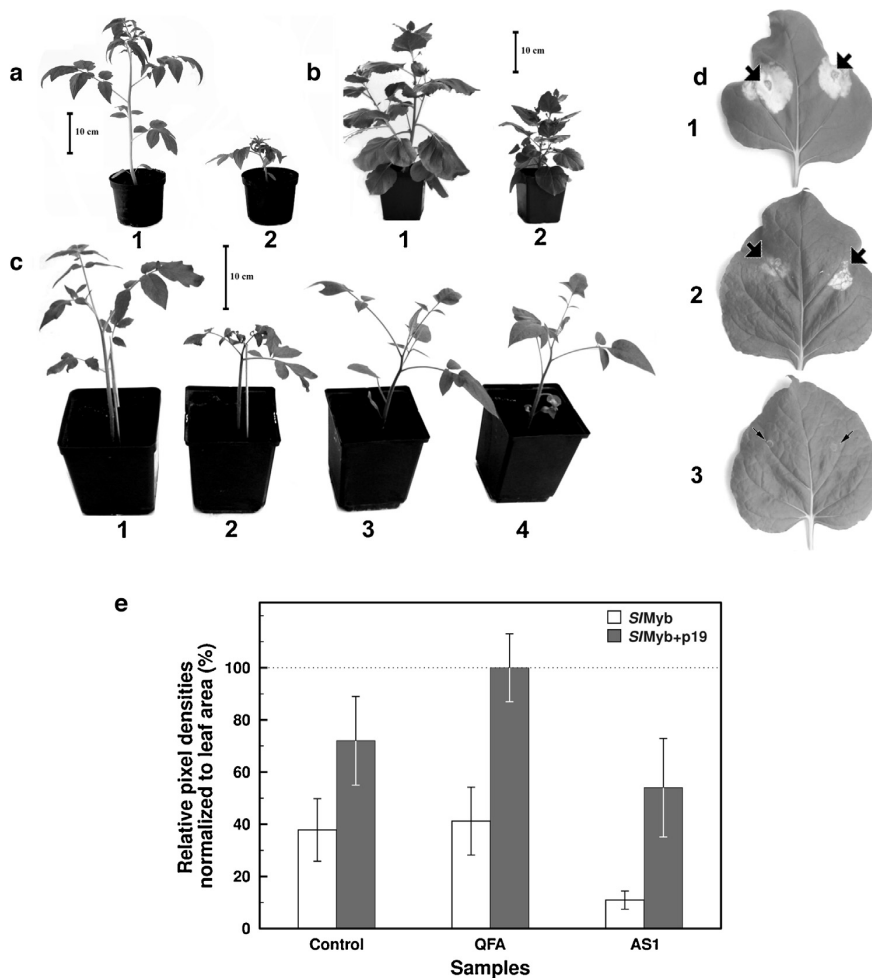 a
10 cm
1
2
b
10 cm
1
2
c
10 cm
1
2
3
4
d
1
2
3
e
Relative pixel densities
normalized to leaf area (%)
100
80
60
40
20
0
SlMyb
SlMyb+p19
Control
QFA
AS1
Samples